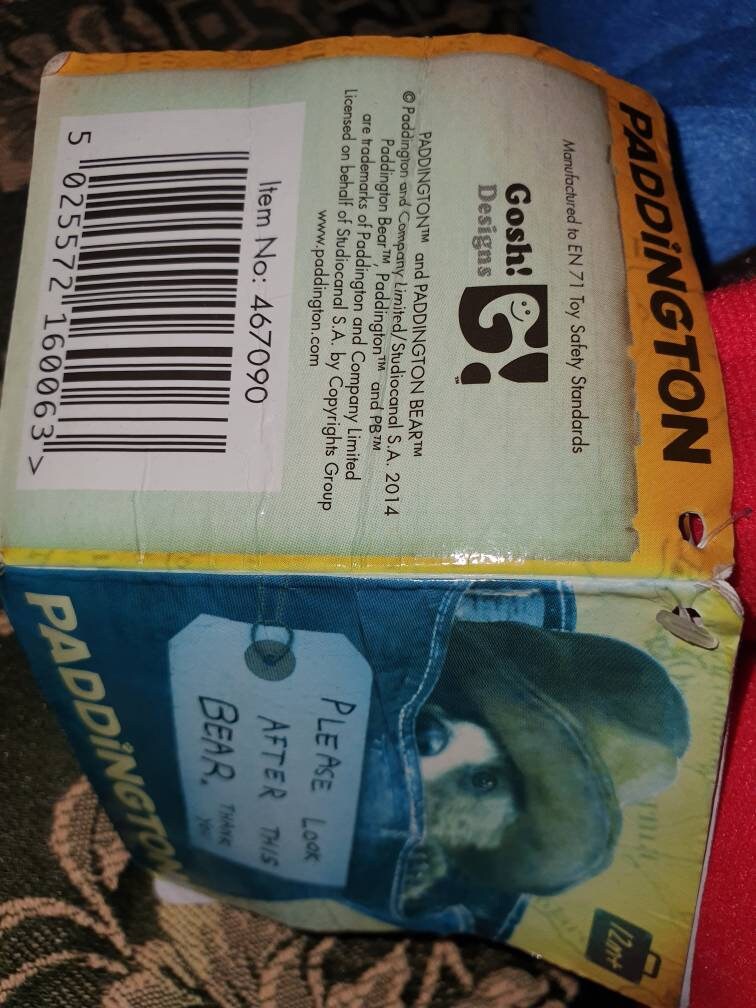 PADDiNGTON
Manufactured to EN 71 Toy Safety Standards
Gosh!
Designs
G!
™
PADDINGTON™ and PADDINGTON BEAR™
© Paddington and Company Limited/Studiocanal S.A. 2014
Paddington Bear™, Paddington™ and PB™
are trademarks of Paddington and Company Limited
Licensed on behalf of Studiocanal S.A. by Copyrights Group
www.paddington.com
Item No: 467090
5 025572 160063 >
12m+
PLEASE LOOK
AFTER THIS
BEAR. THANK
YOU
PADDiNGTON